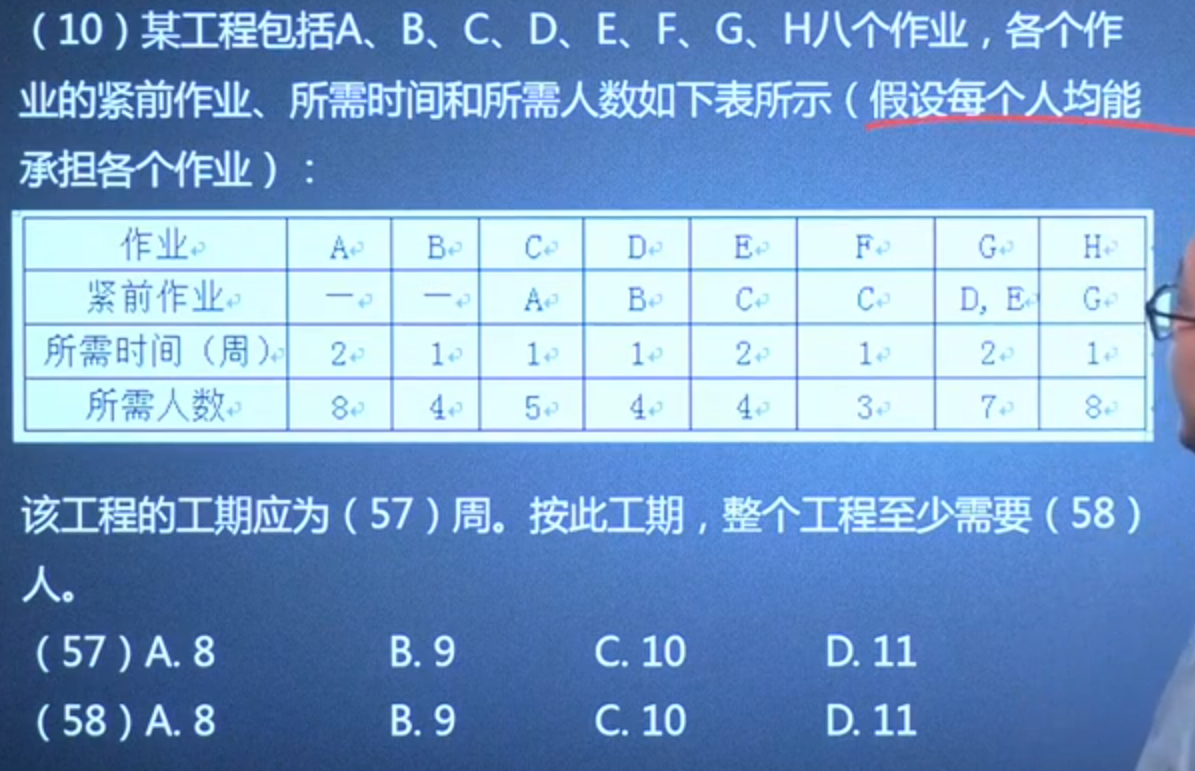 （10）某工程包括A、B、C、D、E、F、G、H八个作业，各个作
业的紧前作业、所需时间和所需人数如下表所示（假设每个人均能
承担各个作业）：
作业 A B C D E F G H
紧前作业 — — A B C C D, E G
所需时间（周） 2 1 1 1 2 1 2 1
所需人数 8 4 5 4 4 3 7 8
该工程的工期应为（57）周。按此工期，整个工程至少需要（58）
人。
（57）A. 8 B. 9 C. 10 D. 11
（58）A. 8 B. 9 C. 10 D. 11